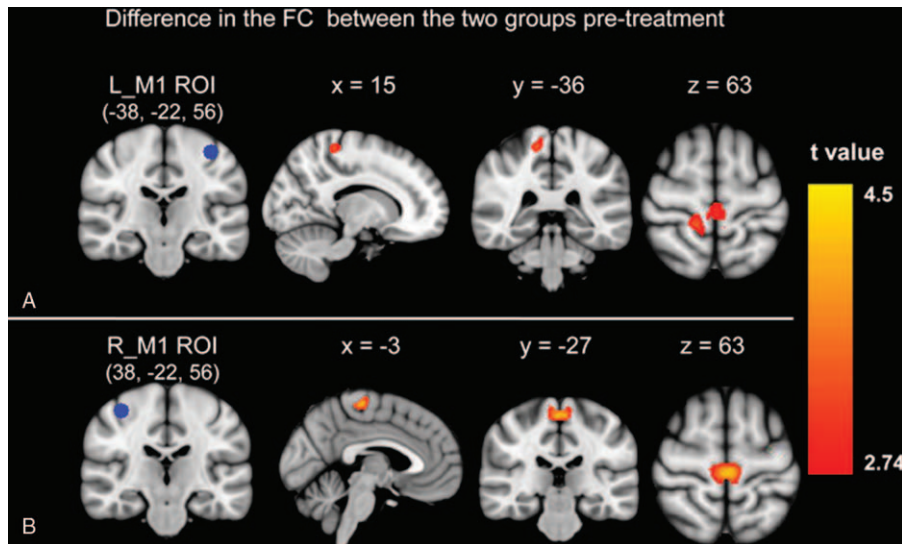 Difference in the FC between the two groups pre-treatment
L_M1 ROI
(-38, -22, 56)
x = 15
y = -36
z = 63
t value
4.5
A
R_M1 ROI
(38, -22, 56)
x = -3
y = -27
z = 63
2.74
B